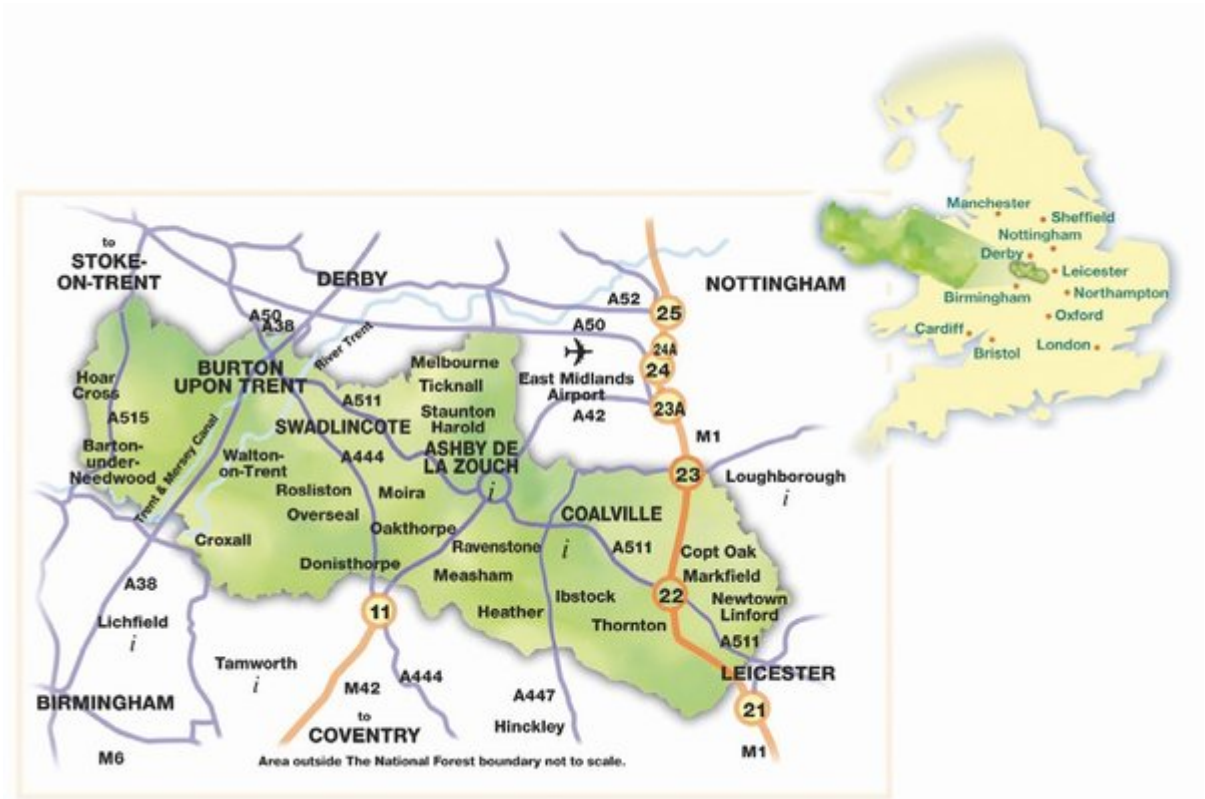 Manchester
Sheffield
Nottingham
Derby
Leicester
Birmingham
Northampton
Oxford
Cardiff
Bristol
London
to
STOKE-
ON-TRENT
DERBY
NOTTINGHAM
A52
25
A50
A38
A50
River Trent
24A
24
23A
East Midlands
Airport
A42
M1
BURTON
UPON TRENT
Melbourne
Ticknall
Hoar
Cross
A515
A511
Staunton
Harold
SWADLINCOTE
ASHBY DE
LA ZOUCH
i
Barton-
under-
Needwood
Trent & Mersey Canal
Walton-
on-Trent
A444
23
Loughborough
i
Rosliston
Moira
Overseal
Oakthorpe
COALVILLE
Croxall
Ravenstone
i
A511
Copt Oak
Donisthorpe
Measham
Markfield
A38
11
Heather
Ibstock
22
Newtown
Linford
Thornton
A511
Lichfield
i
Tamworth
i
LEICESTER
BIRMINGHAM
M42
A444
A447
21
to
COVENTRY
Hinckley
M6
M1
Area outside The National Forest boundary not to scale.